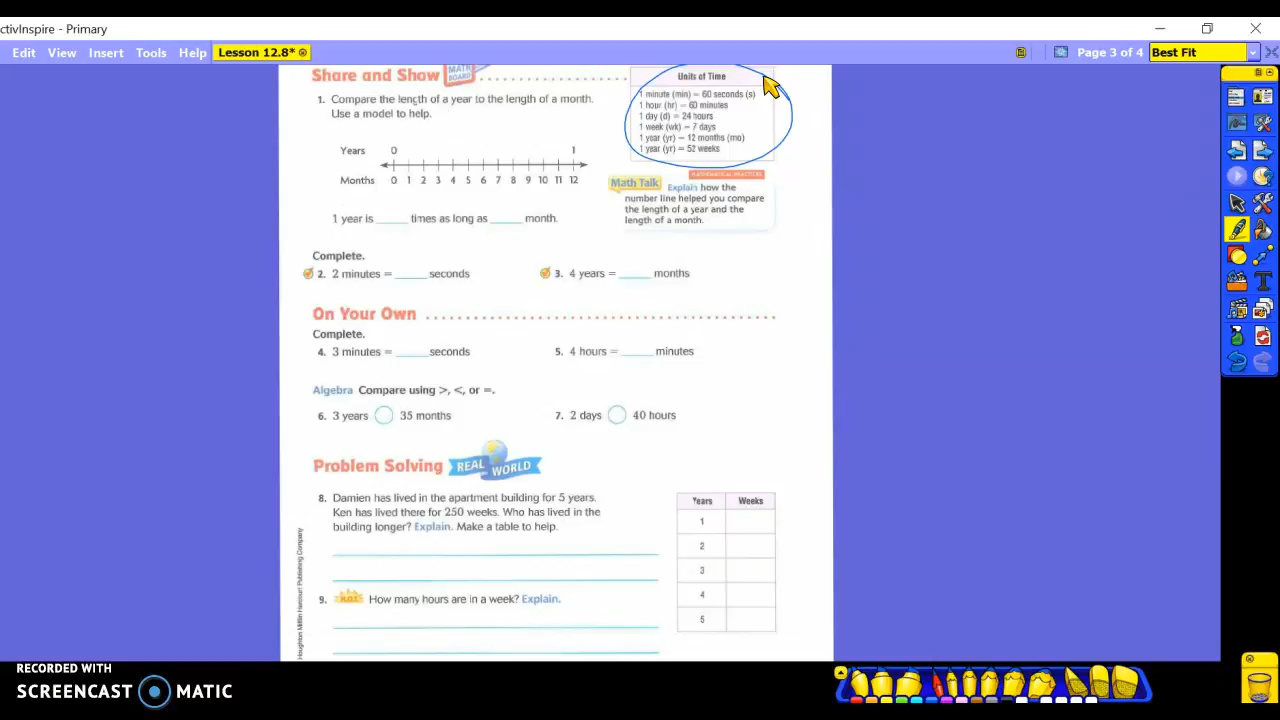 ctivInspire - Primary
Edit View Insert Tools Help Lesson 12.8* Page 3 of 4 Best Fit
Share and Show MATH BOARD
1. Compare the length of a year to the length of a month.
Use a model to help.
Years 0 1
Months 0 1 2 3 4 5 6 7 8 9 10 11 12
1 year is ____ times as long as ____ month.
Units of Time
1 minute (min) = 60 seconds (s)
1 hour (hr) = 60 minutes
1 day (d) = 24 hours
1 week (wk) = 7 days
1 year (yr) = 12 months (mo)
1 year (yr) = 52 weeks
MATHEMATICAL PRACTICES
Math Talk Explain how the
number line helped you compare
the length of a year and the
length of a month.
Complete.
2. 2 minutes = ____ seconds
3. 4 years = ____ months
On Your Own
Complete.
4. 3 minutes = ____ seconds
5. 4 hours = ____ minutes
Algebra Compare using >, <, or =.
6. 3 years ◯ 35 months
7. 2 days ◯ 40 hours
Problem Solving REAL WORLD
8. Damien has lived in the apartment building for 5 years.
Ken has lived there for 250 weeks. Who has lived in the
building longer? Explain. Make a table to help.
Years Weeks
1
2
3
4
5
9. H.O.T. How many hours are in a week? Explain.
Houghton Mifflin Harcourt Publishing Company
RECORDED WITH
SCREENCAST MATIC